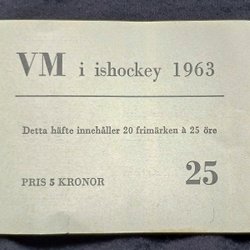 VM i ishockey 1963
Detta häfte innehåller 20 frimärken à 25 öre
PRIS 5 KRONOR
25